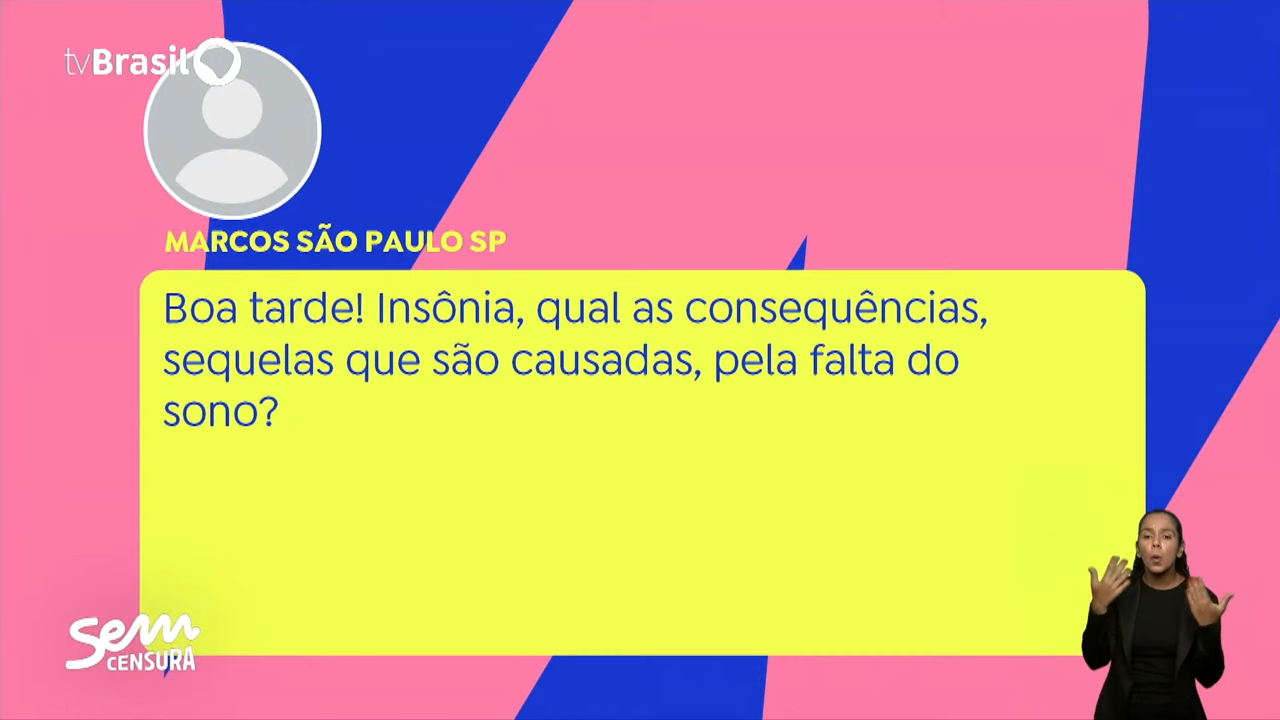 tvBrasil
MARCOS SÃO PAULO SP
Boa tarde! Insônia, qual as consequências,
sequelas que são causadas, pela falta do
sono?
Sem
CENSURA